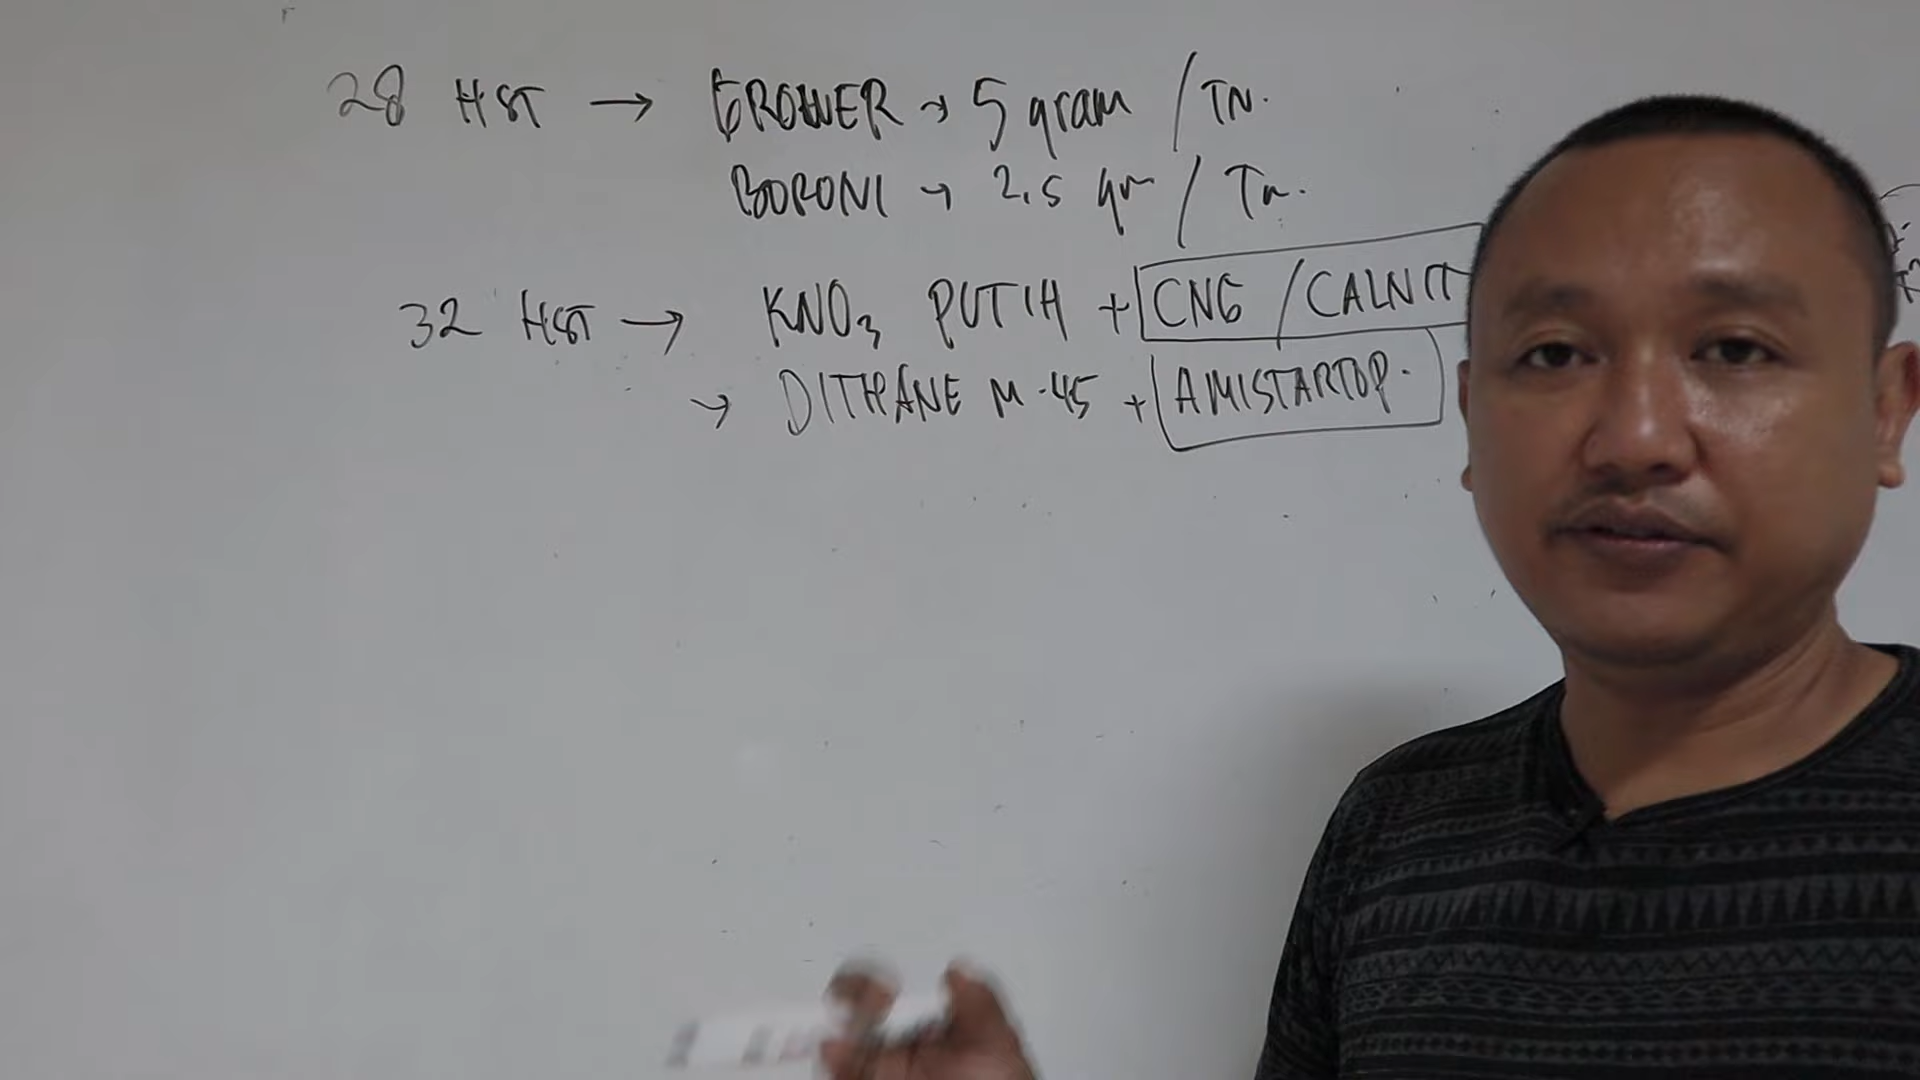 28 HST → GROWER → 5 gram / TN.
BORONI → 2.5 gr / Tn.
32 HST → KNO3 PUTIH + CNG / CALNIT
→ DITHANE M-45 + AMISTARTOP.